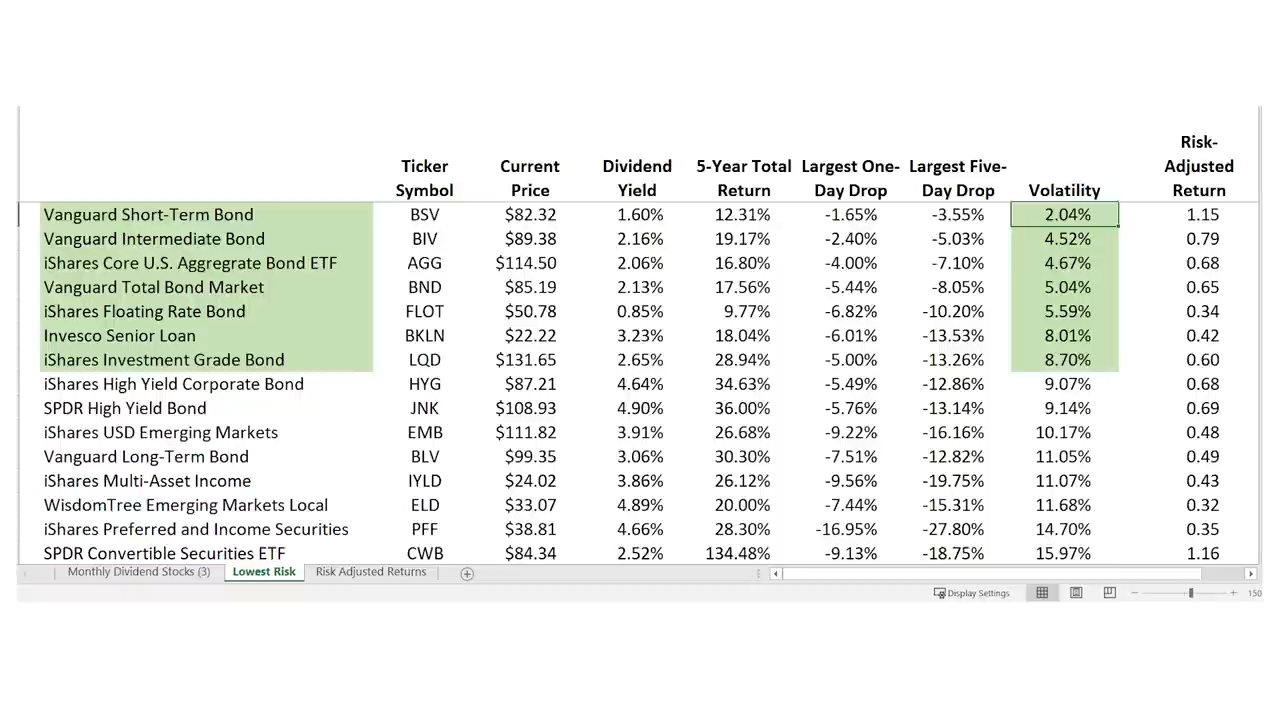 Risk-
Ticker Current Dividend 5-Year Total Largest One- Largest Five- Adjusted
Symbol Price Yield Return Day Drop Day Drop Volatility Return
Vanguard Short-Term Bond BSV $82.32 1.60% 12.31% -1.65% -3.55% 2.04% 1.15
Vanguard Intermediate Bond BIV $89.38 2.16% 19.17% -2.40% -5.03% 4.52% 0.79
iShares Core U.S. Aggregrate Bond ETF AGG $114.50 2.06% 16.80% -4.00% -7.10% 4.67% 0.68
Vanguard Total Bond Market BND $85.19 2.13% 17.56% -5.44% -8.05% 5.04% 0.65
iShares Floating Rate Bond FLOT $50.78 0.85% 9.77% -6.82% -10.20% 5.59% 0.34
Invesco Senior Loan BKLN $22.22 3.23% 18.04% -6.01% -13.53% 8.01% 0.42
iShares Investment Grade Bond LQD $131.65 2.65% 28.94% -5.00% -13.26% 8.70% 0.60
iShares High Yield Corporate Bond HYG $87.21 4.64% 34.63% -5.49% -12.86% 9.07% 0.68
SPDR High Yield Bond JNK $108.93 4.90% 36.00% -5.76% -13.14% 9.14% 0.69
iShares USD Emerging Markets EMB $111.82 3.91% 26.68% -9.22% -16.16% 10.17% 0.48
Vanguard Long-Term Bond BLV $99.35 3.06% 30.30% -7.51% -12.82% 11.05% 0.49
iShares Multi-Asset Income IYLD $24.02 3.86% 26.12% -9.56% -19.75% 11.07% 0.43
WisdomTree Emerging Markets Local ELD $33.07 4.89% 20.00% -7.44% -15.31% 11.68% 0.32
iShares Preferred and Income Securities PFF $38.81 4.66% 28.30% -16.95% -27.80% 14.70% 0.35
SPDR Convertible Securities ETF CWB $84.34 2.52% 134.48% -9.13% -18.75% 15.97% 1.16
Monthly Dividend Stocks (3) Lowest Risk Risk Adjusted Returns
Display Settings 150